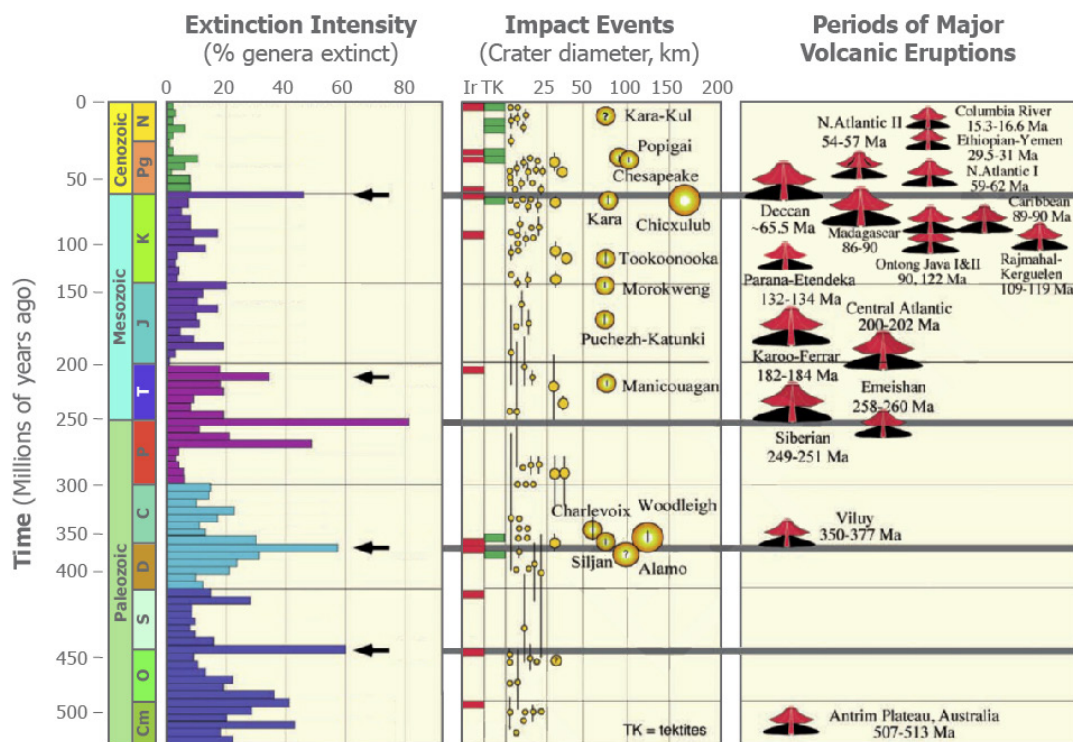 Extinction Intensity
(% genera extinct)
Impact Events
(Crater diameter, km)
Periods of Major
Volcanic Eruptions
0 20 40 60 80
Ir TK 25 50 100 200
Time (Millions of years ago)
0
50
100
150
200
250
300
350
400
450
500
Cenozoic
Mesozoic
Paleozoic
N
Pg
K
J
T
P
C
D
S
O
Cm
?
Kara-Kul
Popigai
Chesapeake
Kara
Chicxulub
Tookoonooka
Morokweng
Puchezh-Katunki
Manicouagan
Charlevoix
Woodleigh
Siljan
?
Alamo
?
TK = tektites
Columbia River
15.3-16.6 Ma
N.Atlantic II
54-57 Ma
Ethiopian-Yemen
29.5-31 Ma
N.Atlantic I
59-62 Ma
Deccan
~65.5 Ma
Madagascar
86-90
Caribbean
89-90 Ma
Ontong Java I&II
90, 122 Ma
Rajmahal-
Kerguelen
109-119 Ma
Parana-Etendeka
132-134 Ma
Central Atlantic
200-202 Ma
Karoo-Ferrar
182-184 Ma
Emeishan
258-260 Ma
Siberian
249-251 Ma
Viluy
350-377 Ma
Antrim Plateau, Australia
507-513 Ma